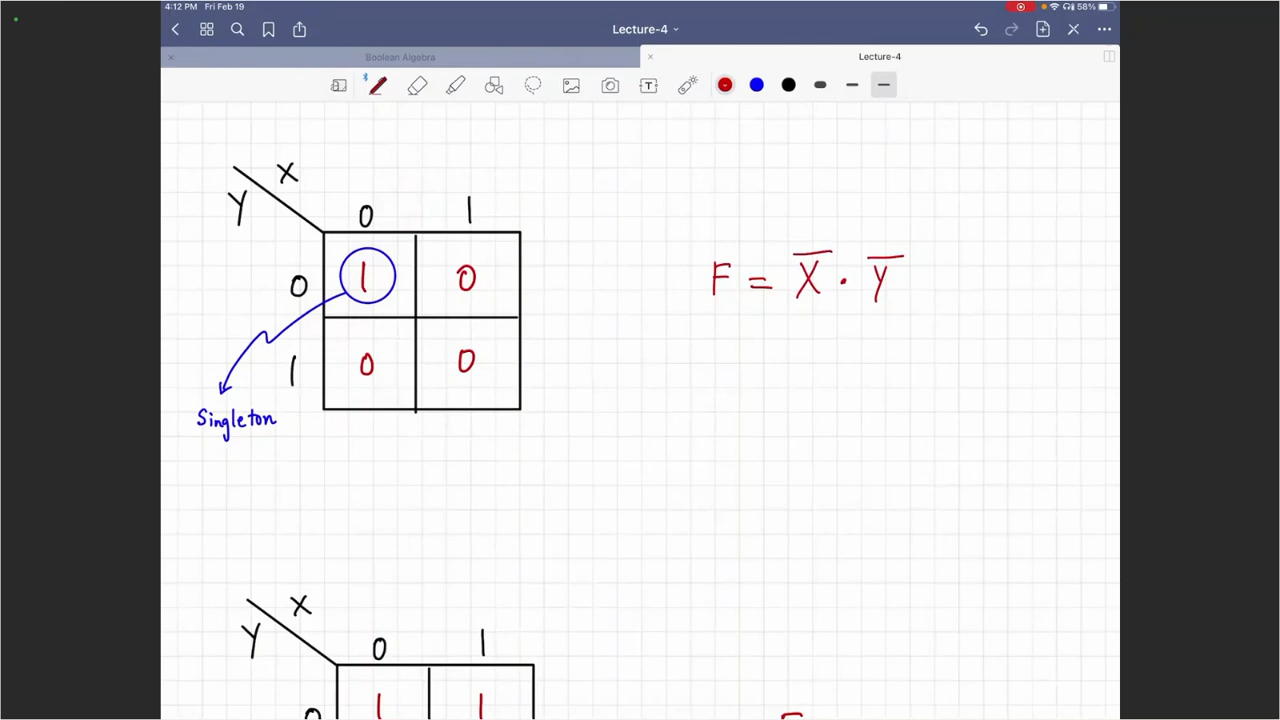 4:12 PM Fri Feb 19
58%
Lecture-4
Boolean Algebra
Lecture-4
T
X
Y
0 1
0 1 0
F = X̅ · Y̅
1 0 0
Singleton
X
Y
0 1
0 1 1